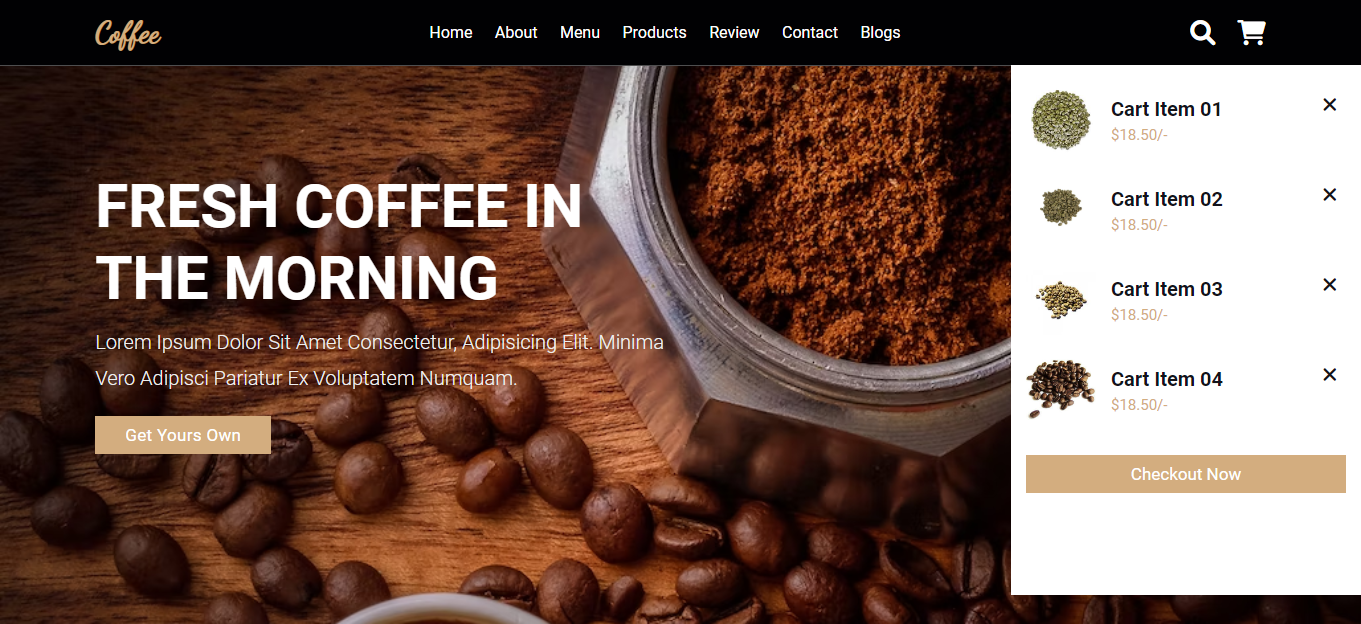 Coffee
Home About Menu Products Review Contact Blogs
FRESH COFFEE IN
THE MORNING
Lorem Ipsum Dolor Sit Amet Consectetur, Adipisicing Elit. Minima
Vero Adipisci Pariatur Ex Voluptatem Numquam.
Get Yours Own
Cart Item 01
$18.50/-
Cart Item 02
$18.50/-
Cart Item 03
$18.50/-
Cart Item 04
$18.50/-
Checkout Now